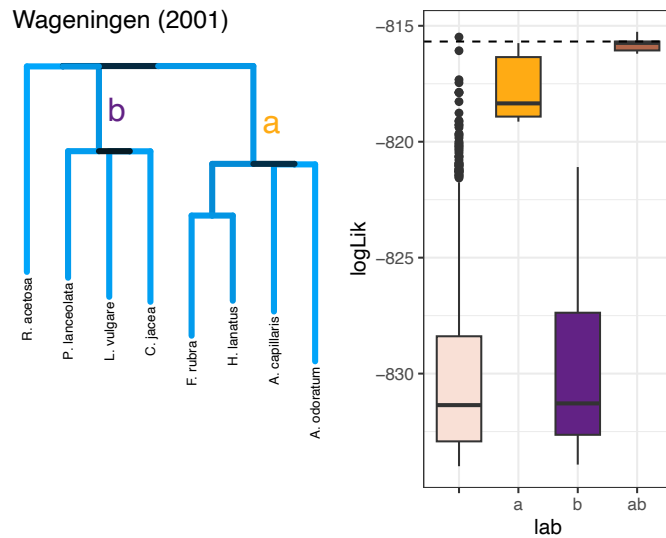 Wageningen (2001)
b
a
R. acetosa
P. lanceolata
L. vulgare
C. jacea
F. rubra
H. lanatus
A. capillaris
A. odoratum
logLik
−815
−820
−825
−830
a
b
ab
lab